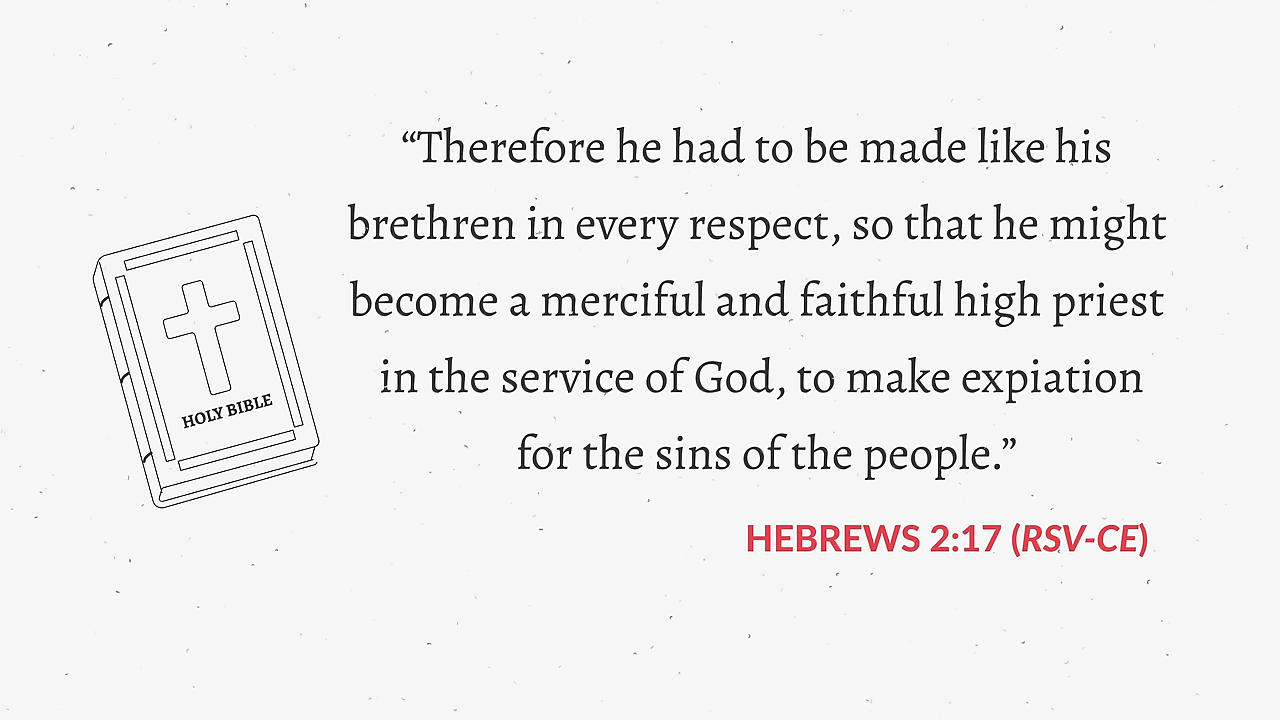 “Therefore he had to be made like his
brethren in every respect, so that he might
become a merciful and faithful high priest
in the service of God, to make expiation
for the sins of the people.”
HEBREWS 2:17 (RSV-CE)
HOLY BIBLE